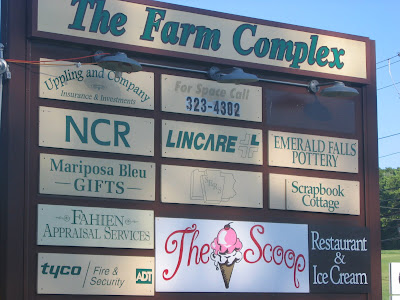 The Farm Complex
Uppling and Company
Insurance & Investments
For Space Call
323-4302
NCR
LINCARE
EMERALD FALLS
POTTERY
Mariposa Bleu
GIFTS
Scrapbook
Cottage
FAHIEN
APPRAISAL SERVICES
The Scoop
Restaurant &
Ice Cream
tyco
Fire &
Security
ADT